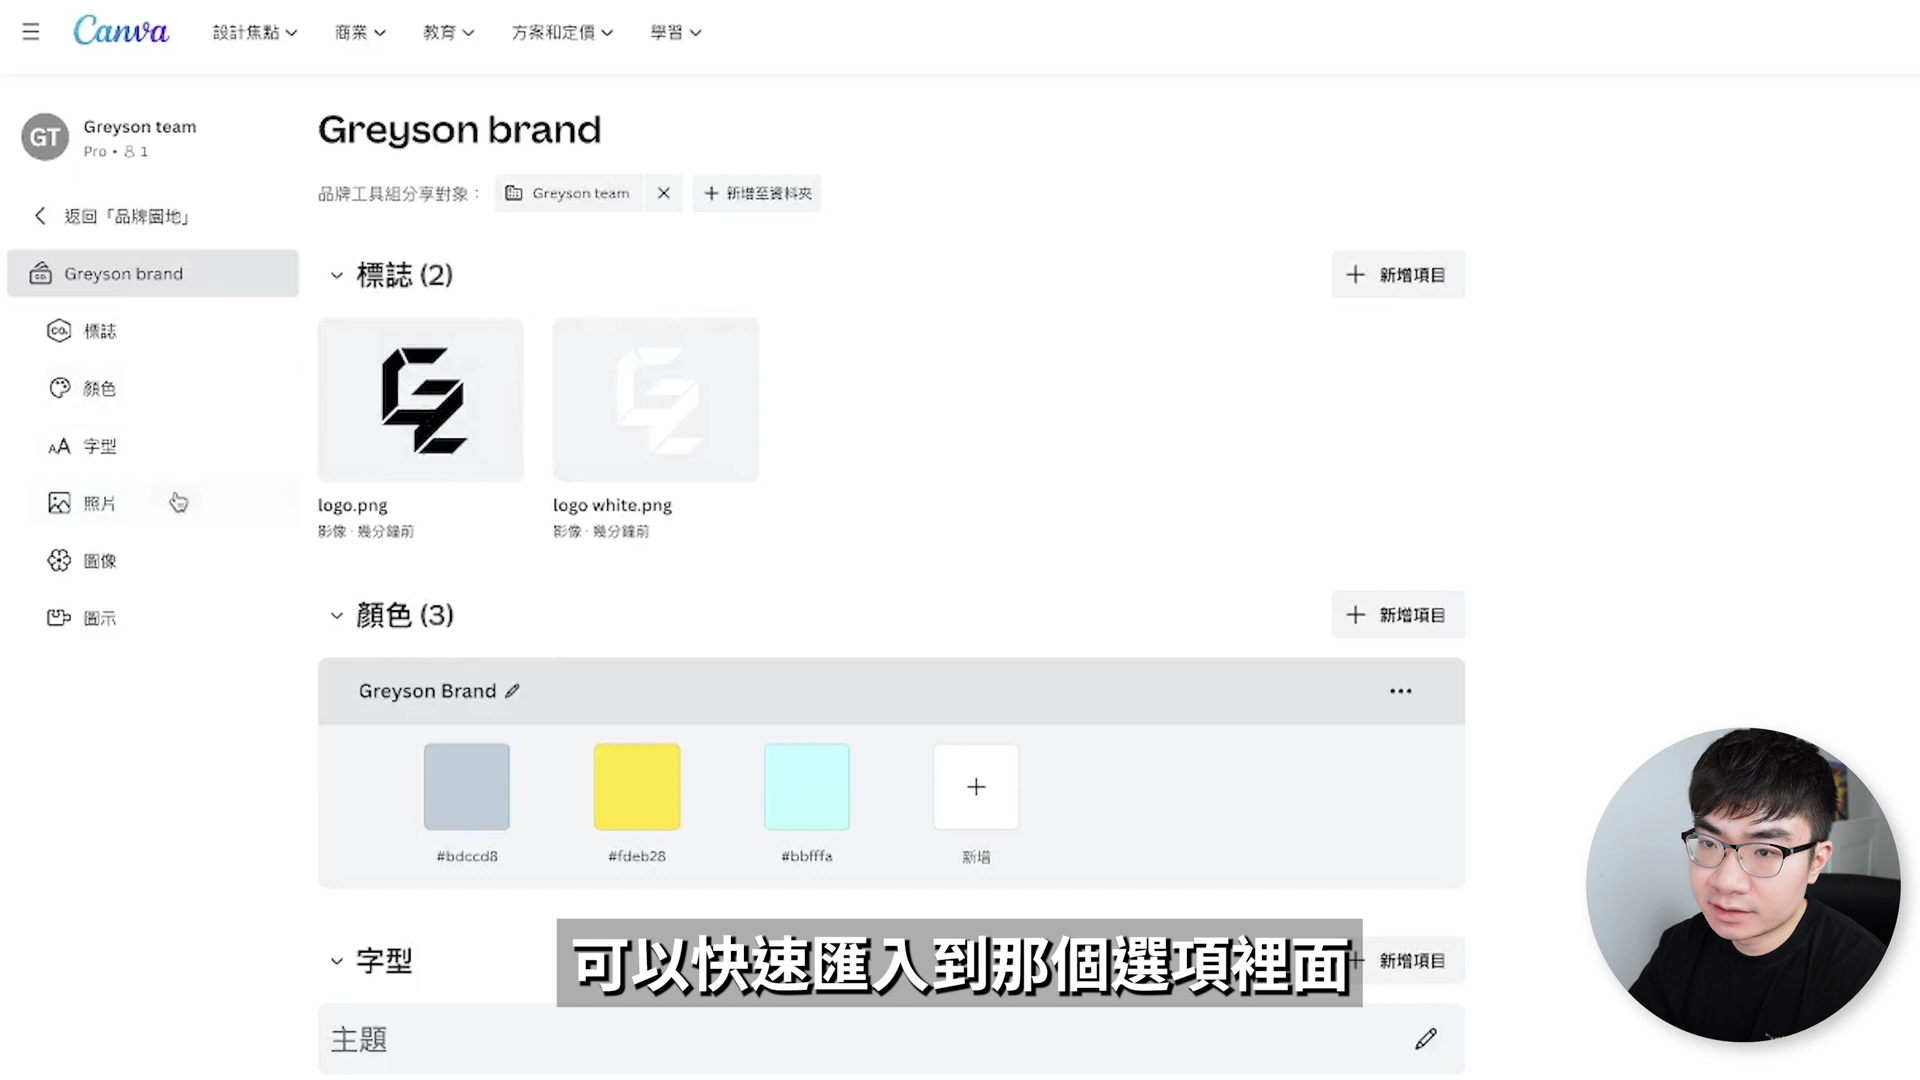 Canva
設計焦點
商業
教育
方案和定價
學習
GT
Greyson team
Pro • 1
返回「品牌園地」
Greyson brand
標誌
顏色
字型
照片
圖像
圖示
Greyson brand
品牌工具組分享對象：
Greyson team
新增至資料夾
標誌 (2)
新增項目
logo.png
影像 · 幾分鐘前
logo white.png
影像 · 幾分鐘前
顏色 (3)
新增項目
Greyson Brand
#bdccd8
#fdeb28
#bbfffa
新增
字型
新增項目
主題
可以快速匯入到那個選項裡面